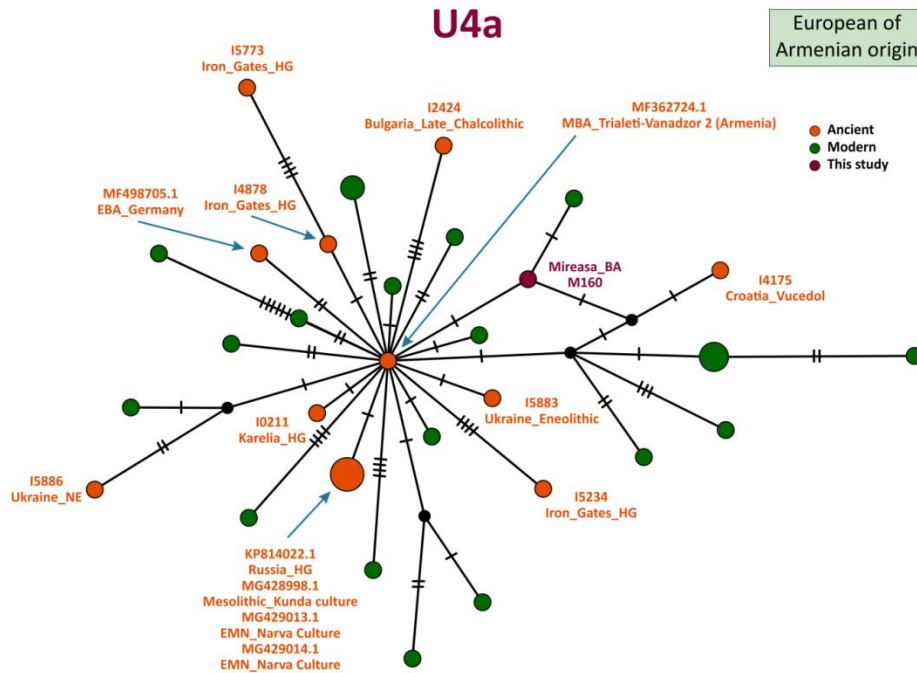 U4a
European of
Armenian origin
I5773
Iron_Gates_HG
I2424
Bulgaria_Late_Chalcolithic
MF362724.1
MBA_Trialeti-Vanadzor 2 (Armenia)
Ancient
Modern
This study
MF498705.1
EBA_Germany
I4878
Iron_Gates_HG
Mireasa_BA
M160
I4175
Croatia_Vucedol
I0211
Karelia_HG
I5883
Ukraine_Eneolithic
I5886
Ukraine_NE
I5234
Iron_Gates_HG
KP814022.1
Russia_HG
MG428998.1
Mesolithic_Kunda culture
MG429013.1
EMN_Narva Culture
MG429014.1
EMN_Narva Culture